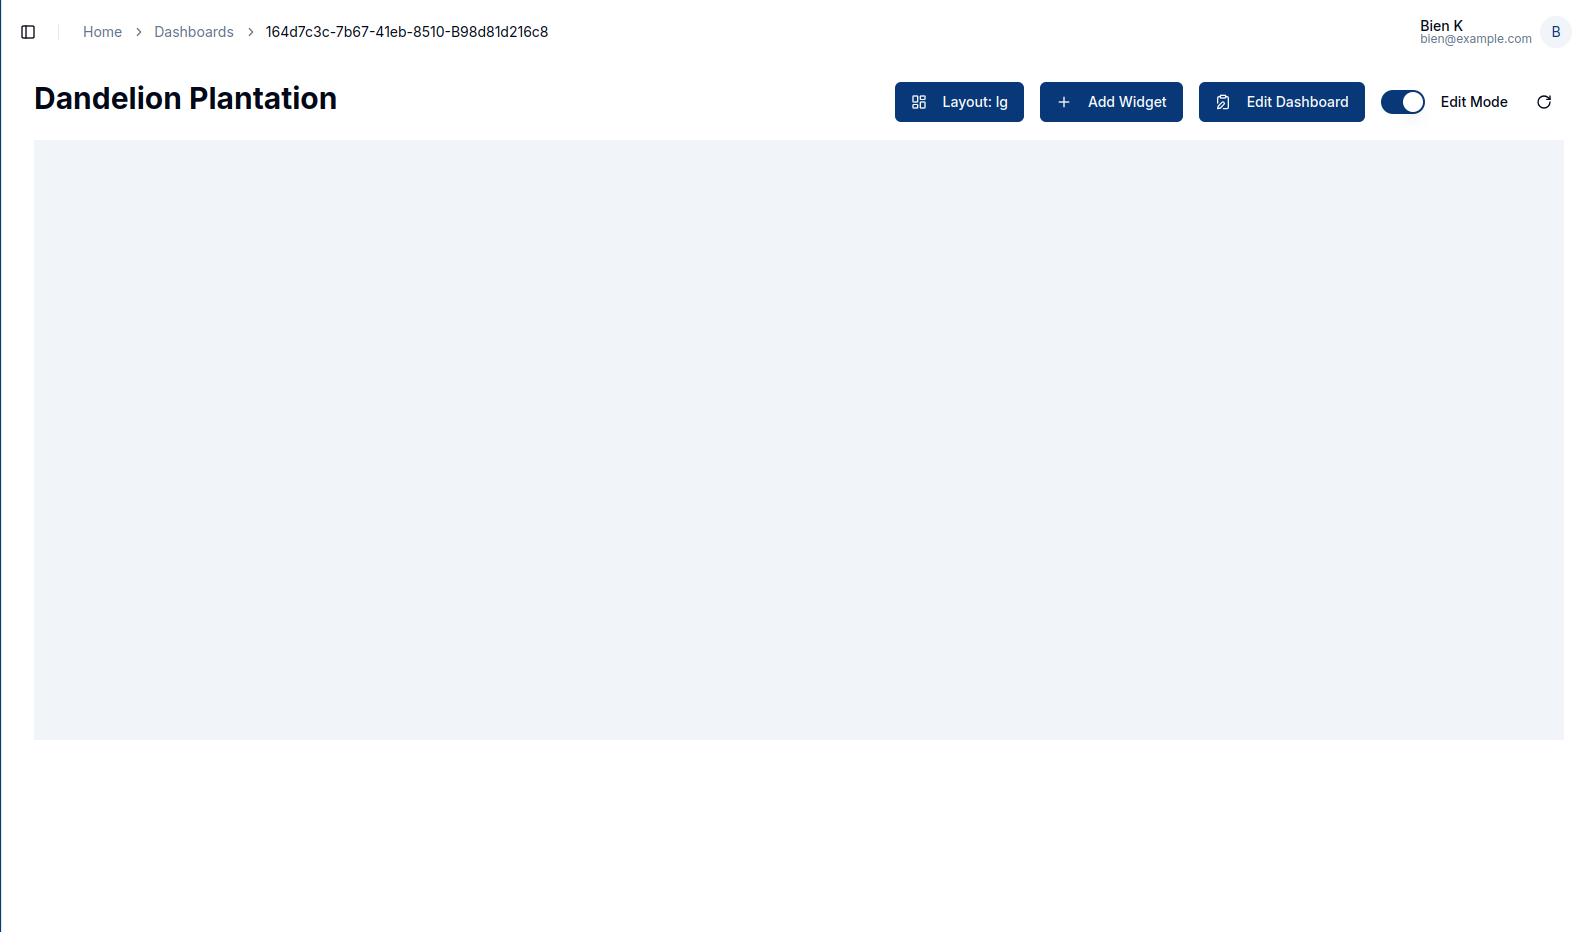 Home > Dashboards > 164d7c3c-7b67-41eb-8510-B98d81d216c8
Bien K
bien@example.com
B
Dandelion Plantation
Layout: lg
Add Widget
Edit Dashboard
Edit Mode